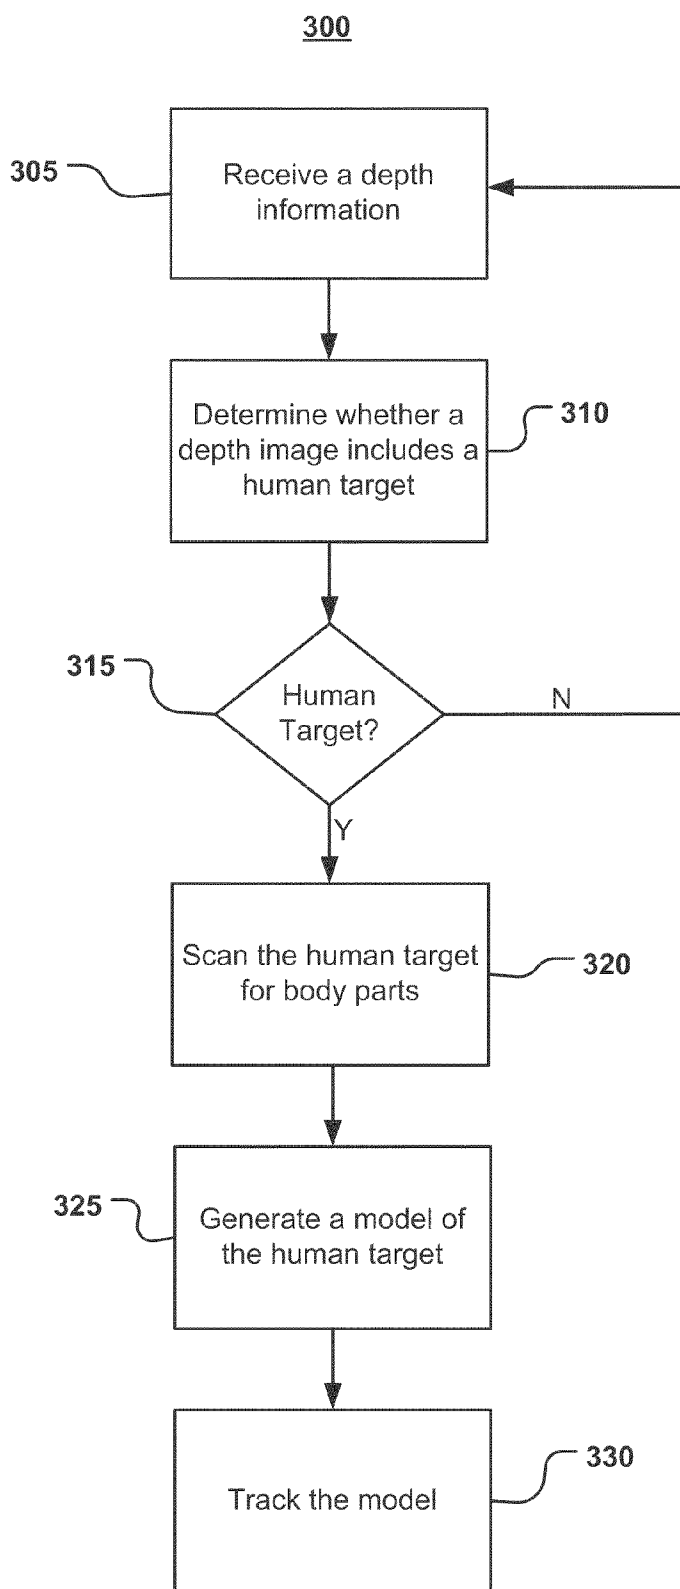 300
305
Receive a depth
information
Determine whether a
depth image includes a
human target
310
315
Human
Target?
N
Y
Scan the human target
for body parts
320
325
Generate a model of
the human target
Track the model
330